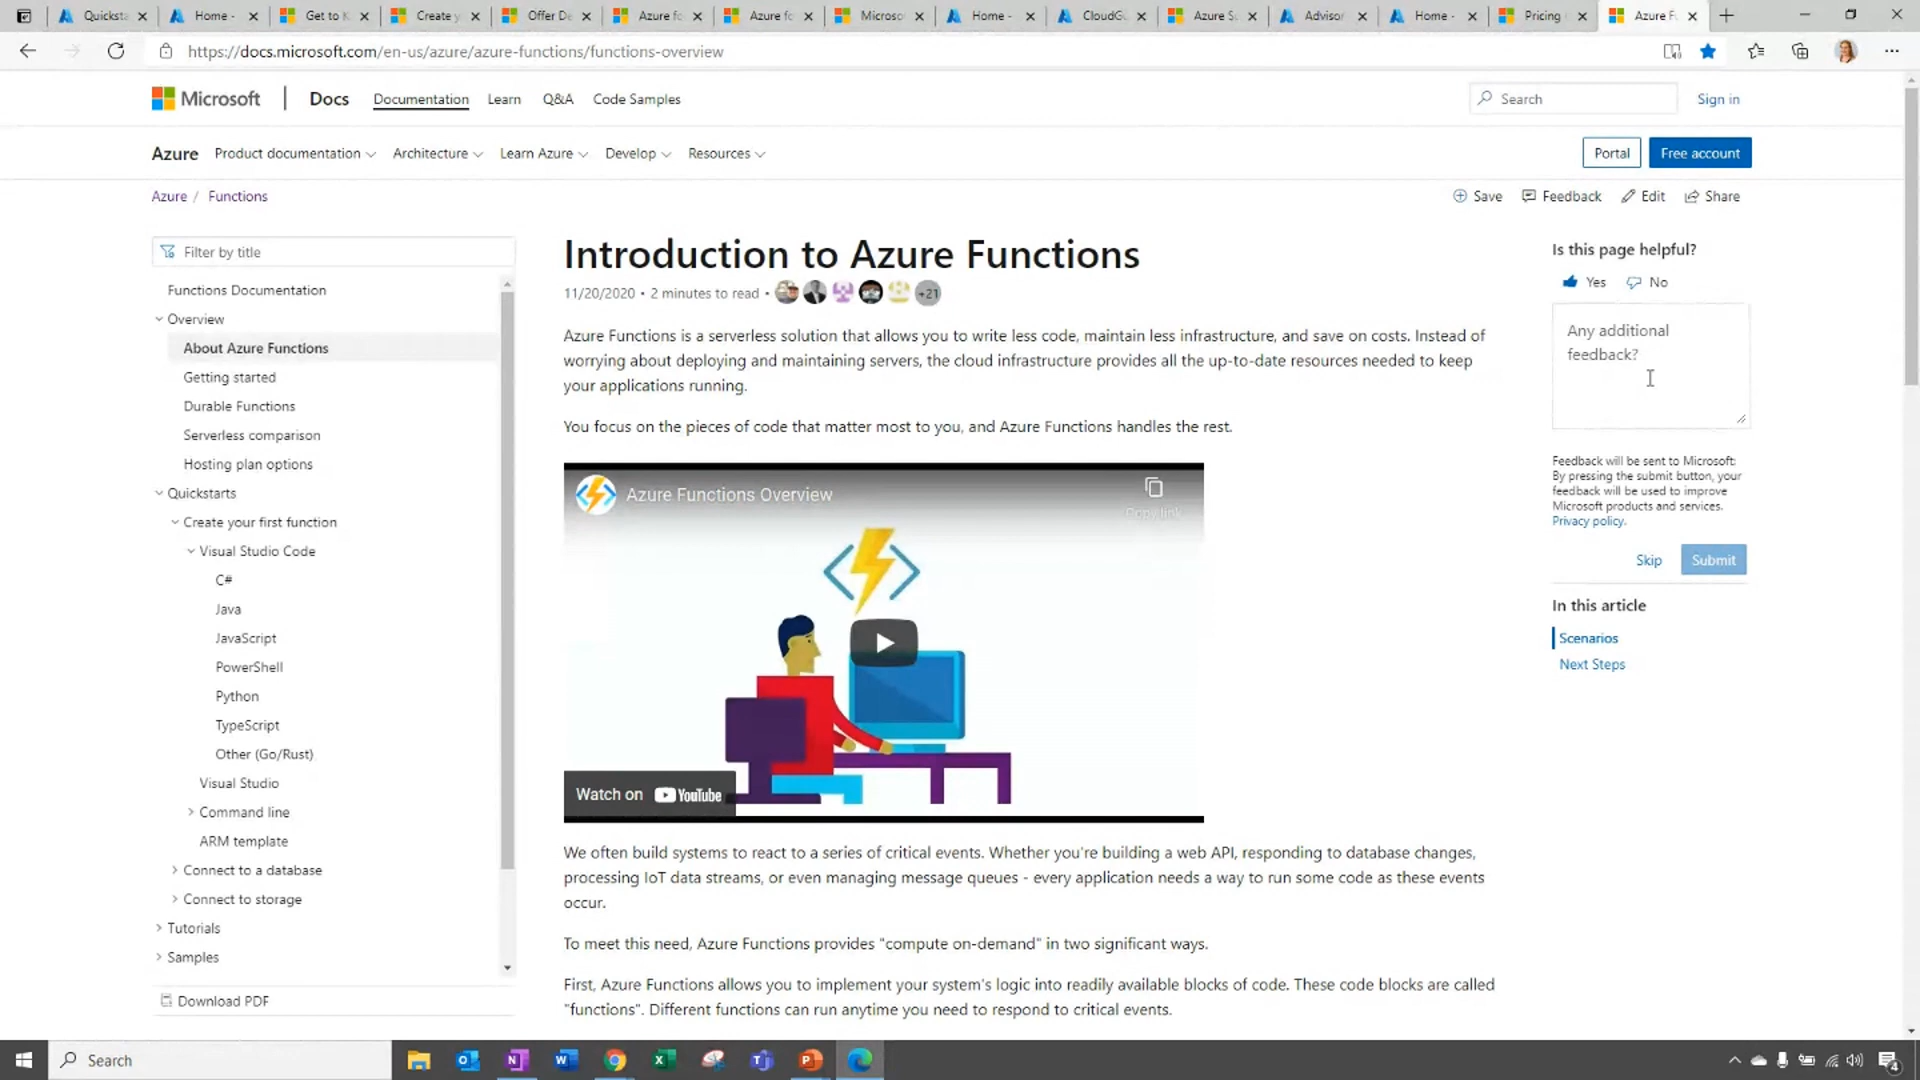 Quicksta
Home -
Get to K
Create y
Offer De
Azure fo
Azure fo
Microso
Home -
CloudG
Azure S
Advisor
Home -
Pricing
Azure F
https://docs.microsoft.com/en-us/azure/azure-functions/functions-overview
Microsoft
Docs
Documentation
Learn
Q&A
Code Samples
Search
Sign in
Azure
Product documentation
Architecture
Learn Azure
Develop
Resources
Portal
Free account
Azure / Functions
Save
Feedback
Edit
Share
Filter by title
Functions Documentation
Overview
About Azure Functions
Getting started
Durable Functions
Serverless comparison
Hosting plan options
Quickstarts
Create your first function
Visual Studio Code
C#
Java
JavaScript
PowerShell
Python
TypeScript
Other (Go/Rust)
Visual Studio
Command line
ARM template
Connect to a database
Connect to storage
Tutorials
Samples
Download PDF
Introduction to Azure Functions
11/20/2020 • 2 minutes to read • +21
Azure Functions is a serverless solution that allows you to write less code, maintain less infrastructure, and save on costs. Instead of
worrying about deploying and maintaining servers, the cloud infrastructure provides all the up-to-date resources needed to keep
your applications running.
You focus on the pieces of code that matter most to you, and Azure Functions handles the rest.
Azure Functions Overview
Copy link
Watch on YouTube
We often build systems to react to a series of critical events. Whether you're building a web API, responding to database changes,
processing IoT data streams, or even managing message queues - every application needs a way to run some code as these events
occur.
To meet this need, Azure Functions provides "compute on-demand" in two significant ways.
First, Azure Functions allows you to implement your system's logic into readily available blocks of code. These code blocks are called
"functions". Different functions can run anytime you need to respond to critical events.
Is this page helpful?
Yes
No
Any additional
feedback?
Feedback will be sent to Microsoft:
By pressing the submit button, your
feedback will be used to improve
Microsoft products and services.
Privacy policy.
Skip
Submit
In this article
Scenarios
Next Steps
Search
4